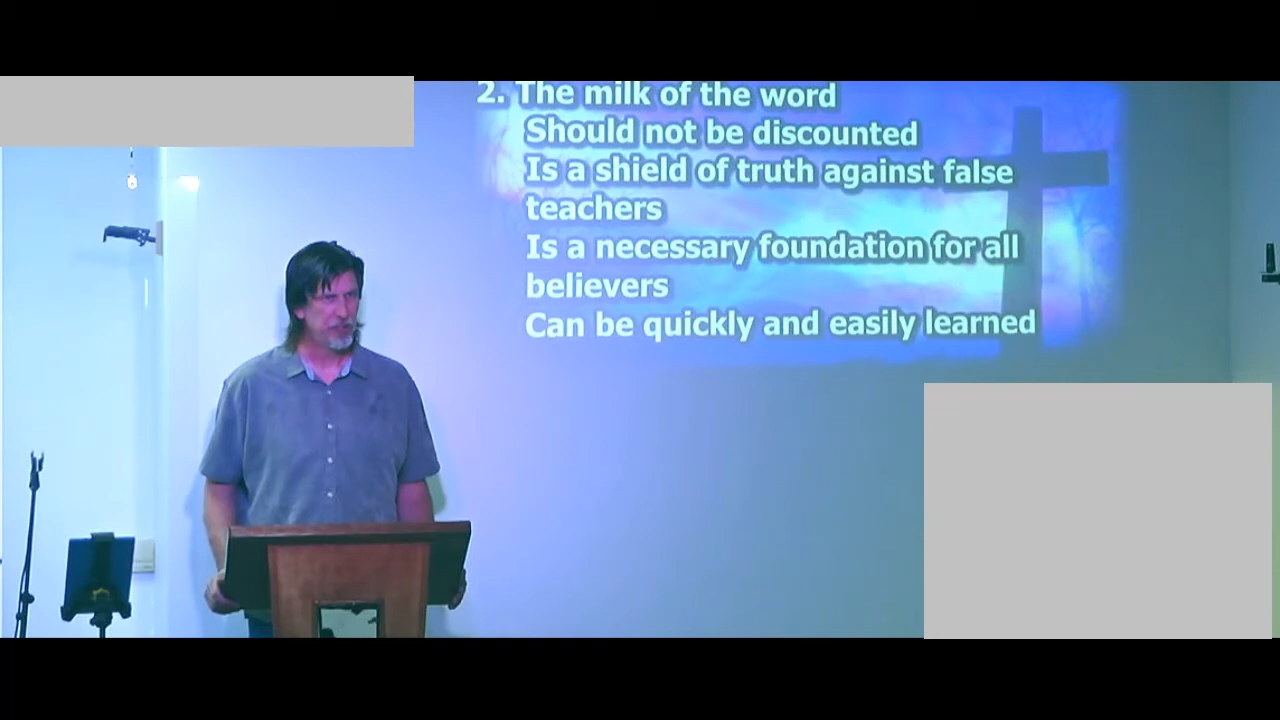 2. The milk of the word
Should not be discounted
Is a shield of truth against false
teachers
Is a necessary foundation for all
believers
Can be quickly and easily learned